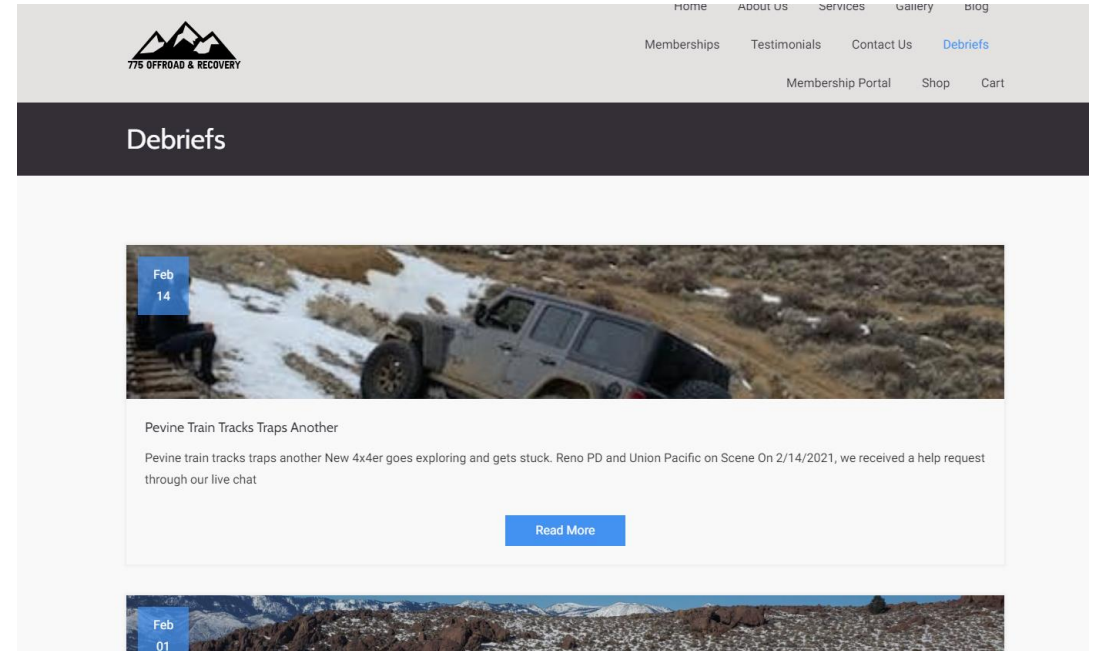 Home About Us Services Gallery Blog
775 OFFROAD & RECOVERY
Memberships Testimonials Contact Us Debriefs
Membership Portal Shop Cart
Debriefs
Feb
14
Pevine Train Tracks Traps Another
Pevine train tracks traps another New 4x4er goes exploring and gets stuck. Reno PD and Union Pacific on Scene On 2/14/2021, we received a help request
through our live chat
Read More
Feb
01